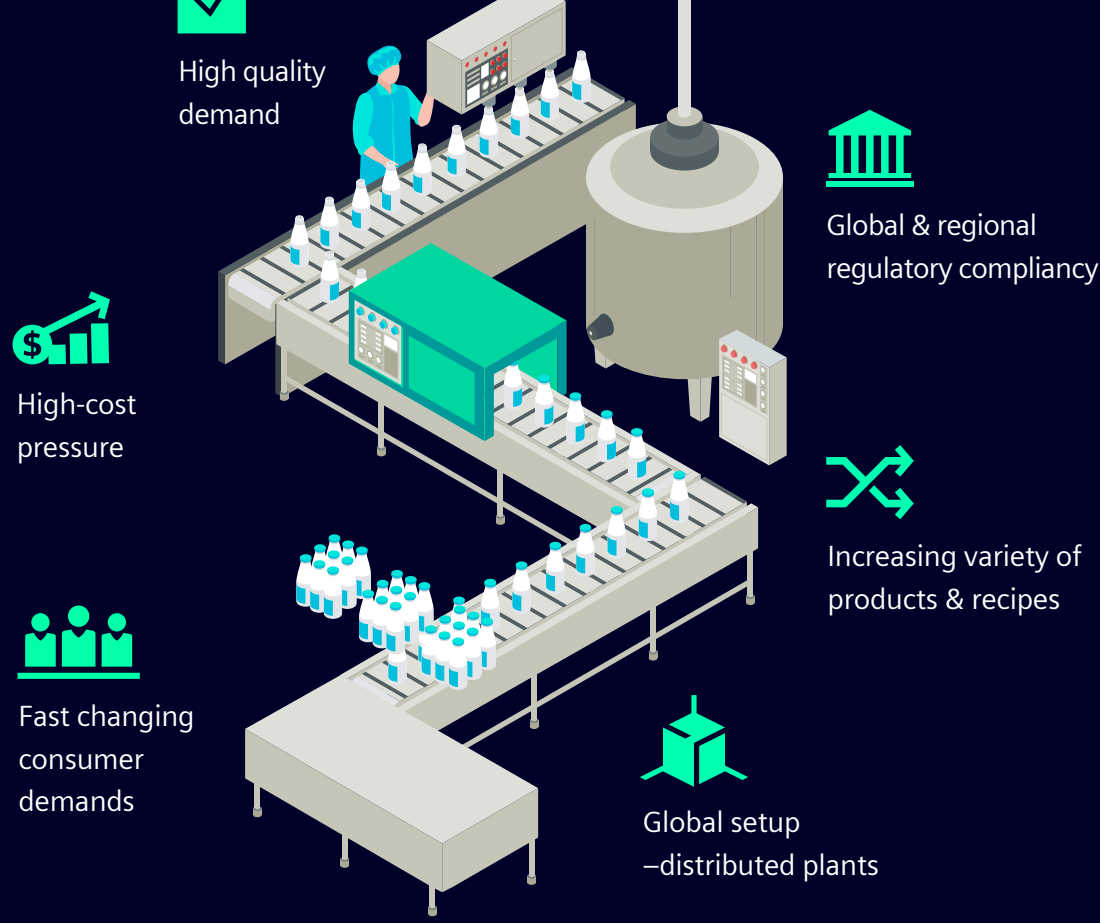 High quality
demand
Global & regional
regulatory compliancy
$
High-cost
pressure
Increasing variety of
products & recipes
Fast changing
consumer
demands
Global setup
–distributed plants